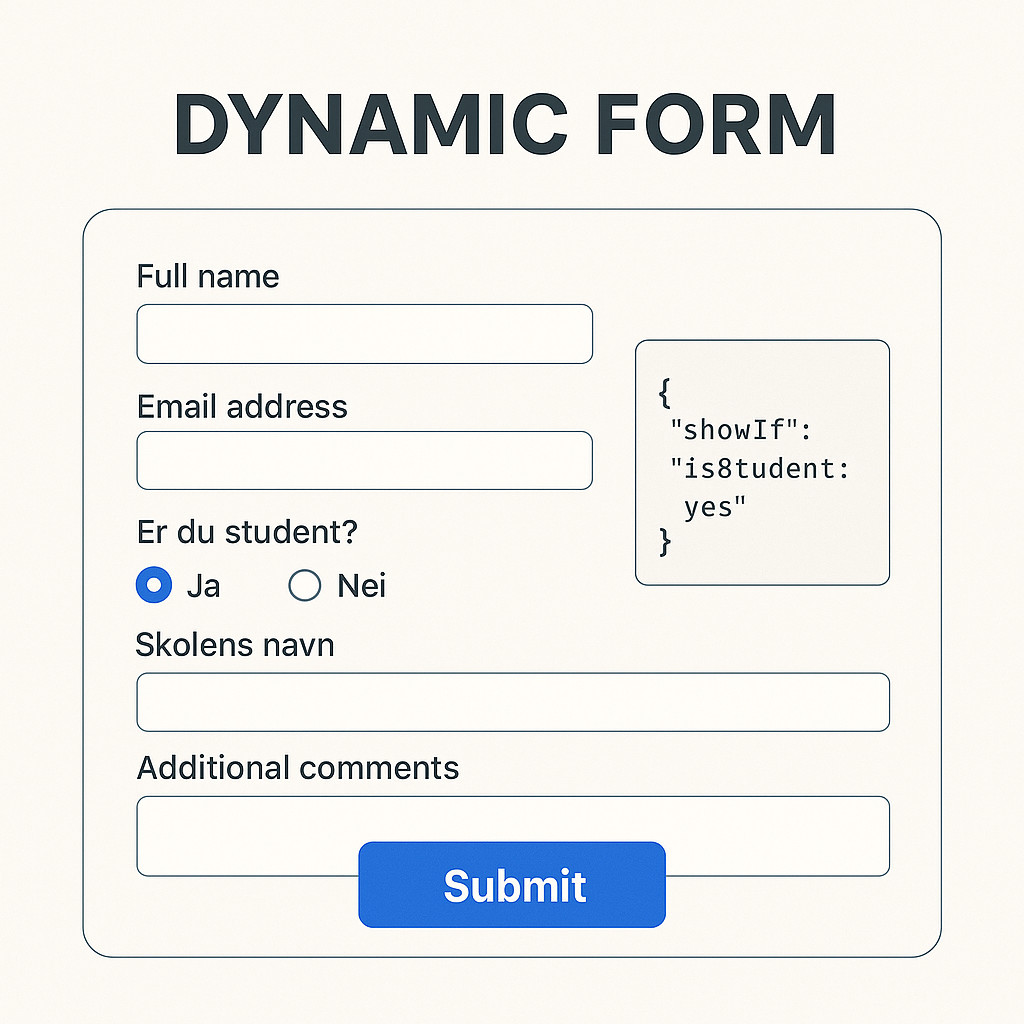 DYNAMIC FORM
Full name
Email address
Er du student?
Ja Nei
Skolens navn
Additional comments
Submit
{
"showIf":
"is8tudent:
yes"
}